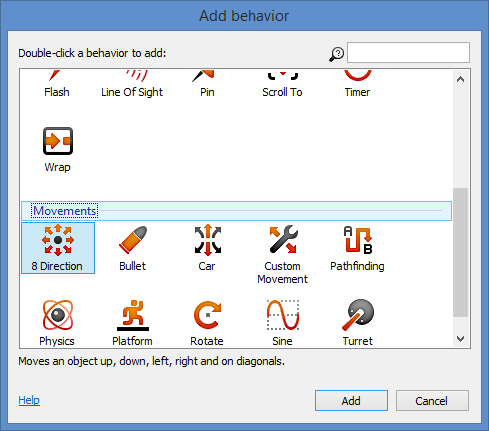 Add behavior
Double-click a behavior to add:
Flash
Line Of Sight
Pin
Scroll To
Timer
Wrap
Movements
8 Direction
Bullet
Car
Custom
Movement
Pathfinding
A
B
Physics
Platform
Rotate
Sine
Turret
Moves an object up, down, left, right and on diagonals.
Help
Add
Cancel